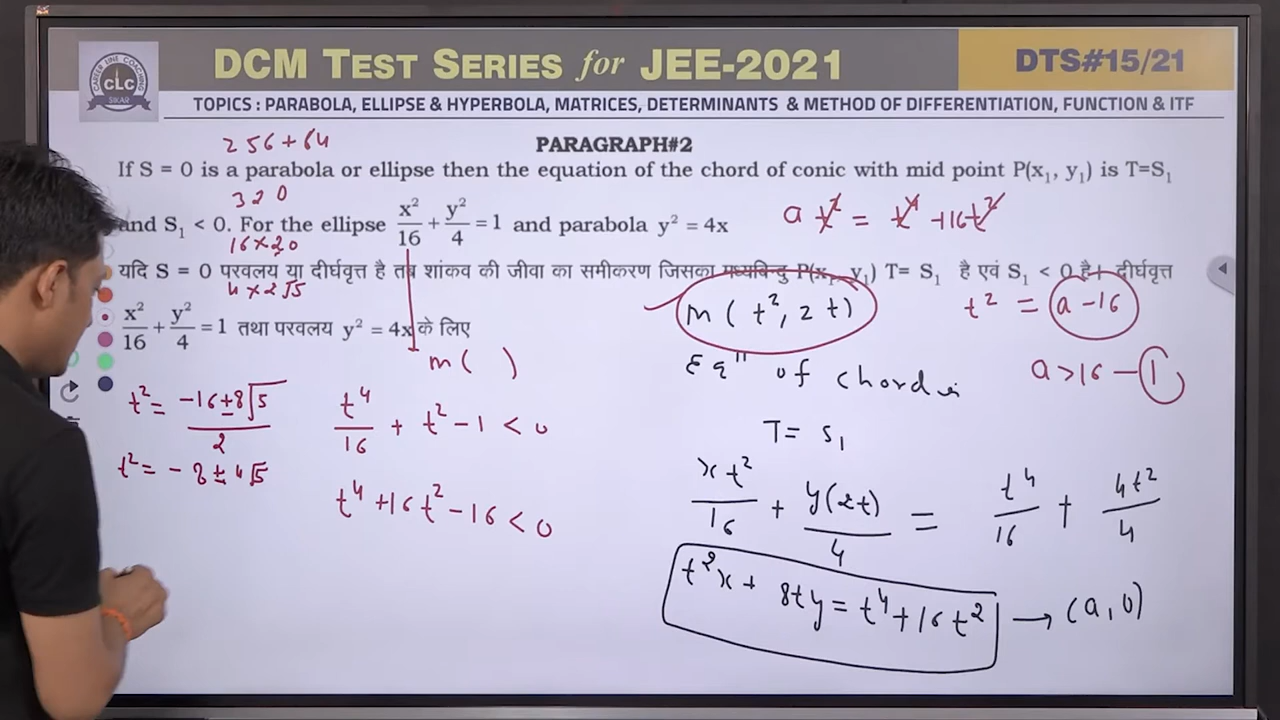 DCM TEST SERIES for JEE-2021
DTS#15/21
CAREER LINE COACHING
CLC
SIKAR
TOPICS : PARABOLA, ELLIPSE & HYPERBOLA, MATRICES, DETERMINANTS & METHOD OF DIFFERENTIATION, FUNCTION & ITF
PARAGRAPH#2
256+64
If S = 0 is a parabola or ellipse then the equation of the chord of conic with mid point P(x₁, y₁) is T=S₁
320
and S₁ < 0. For the ellipse x²/16 + y²/4 = 1 and parabola y² = 4x
a t² = t⁴ + 16t²
16×20
यदि S = 0 परवलय या दीर्घवृत्त है तब शांकव की जीवा का समीकरण जिसका मध्यबिन्दु P(x₁, y₁) T= S₁ है एवं S₁ < 0 है। दीर्घवृत्त
4×2√5
x²/16 + y²/4 = 1 तथा परवलय y² = 4x के लिए
m ( )
m ( t², 2t )
t² = a-16
Eqⁿ of chord is
a>16 - 1
t² = (-16±8√5)/2
t⁴/16 + t² - 1 < 0
T = S₁
t² = -8±4√5
t⁴ + 16t² - 16 < 0
xt²/16 + y(2t)/4 = t⁴/16 + 4t²/4
t²x + 8ty = t⁴ + 16t² → (a, 0)